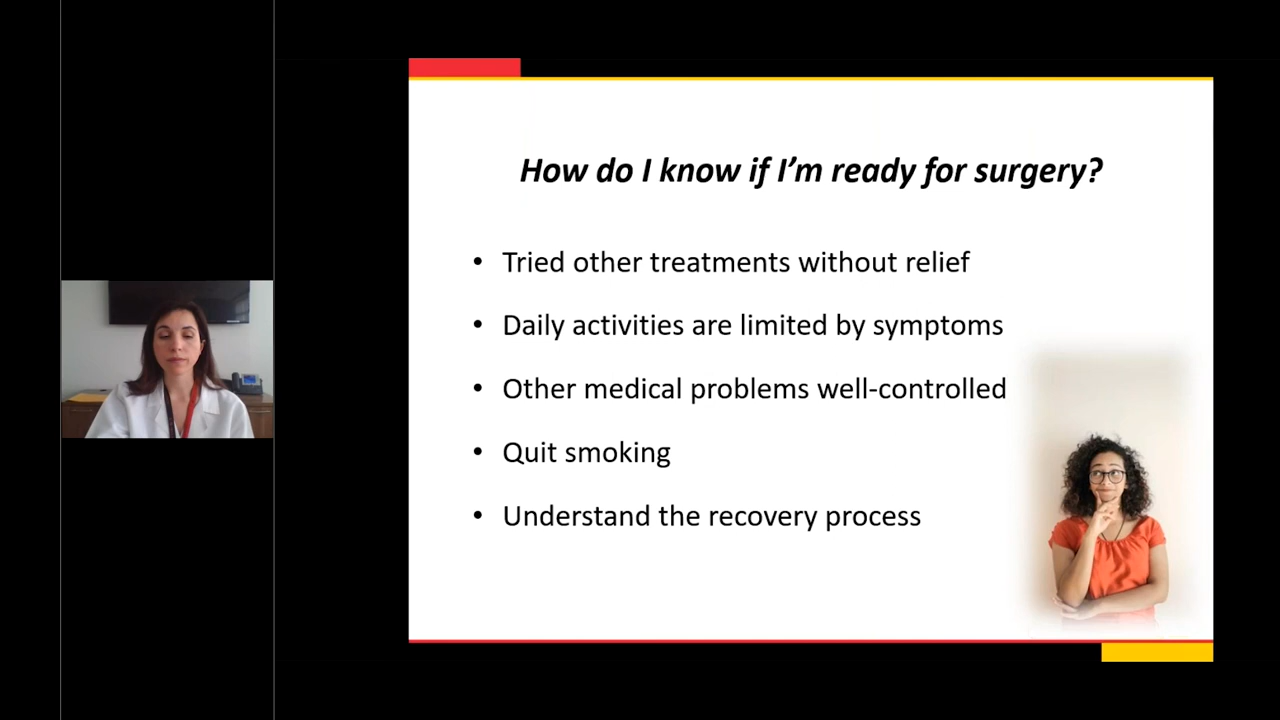 How do I know if I’m ready for surgery?
• Tried other treatments without relief
• Daily activities are limited by symptoms
• Other medical problems well-controlled
• Quit smoking
• Understand the recovery process